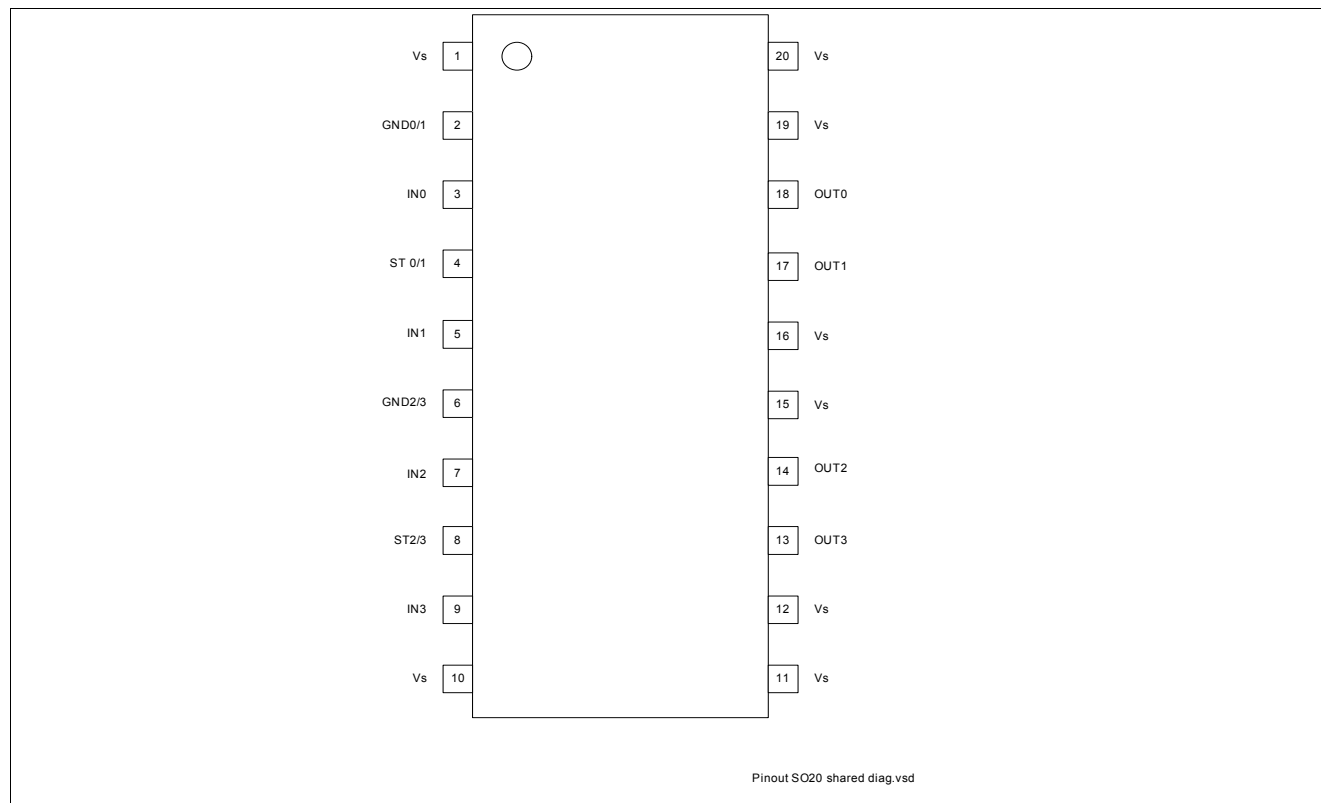 Vs 1 20 Vs
GND0/1 2 19 Vs
IN0 3 18 OUT0
ST 0/1 4 17 OUT1
IN1 5 16 Vs
GND2/3 6 15 Vs
IN2 7 14 OUT2
ST2/3 8 13 OUT3
IN3 9 12 Vs
Vs 10 11 Vs
Pinout SO20 shared diag.vsd